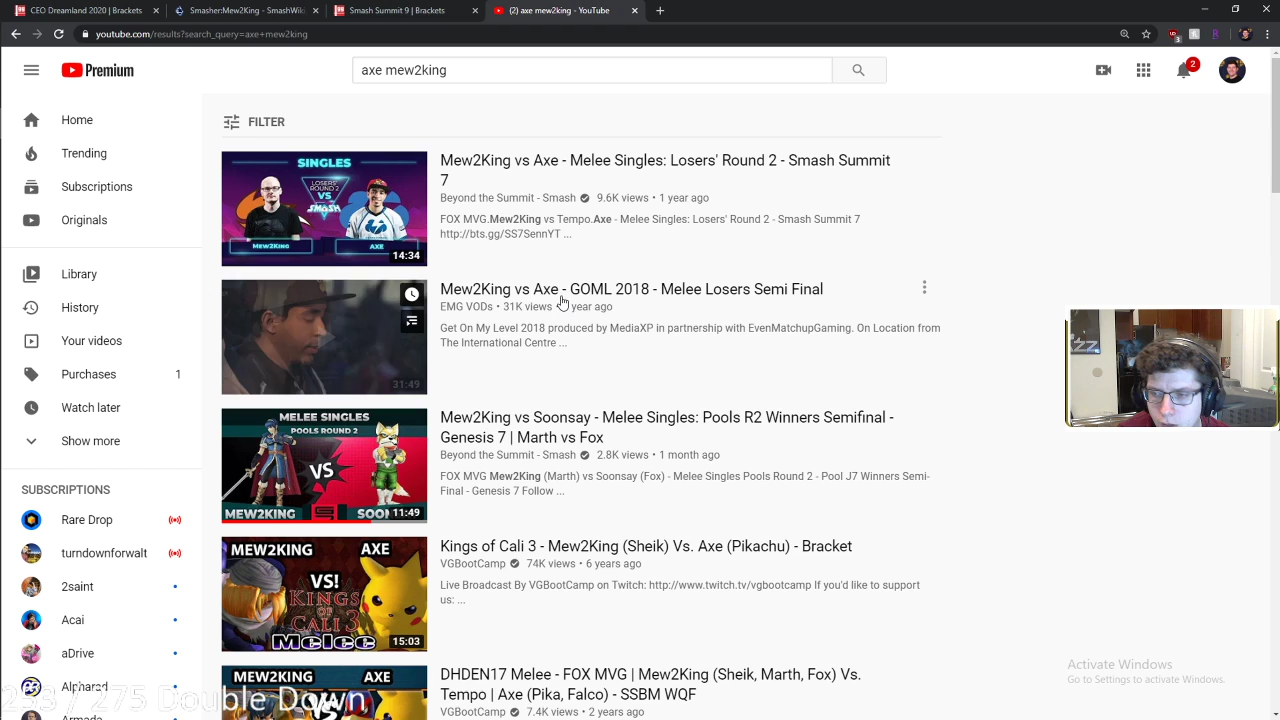 CEO Dreamland 2020 | Brackets
Smasher:Mew2King - SmashWiki
Smash Summit 9 | Brackets
(2) axe mew2king - YouTube
youtube.com/results?search_query=axe+mew2king
3
Premium
axe mew2king
2
Home
Trending
Subscriptions
Originals
Library
History
Your videos
Purchases 1
Watch later
Show more
SUBSCRIPTIONS
Rare Drop
turndownforwalt
2saint
Acai
aDrive
Alpharad
253 / 275 Double Down
FILTER
SINGLES
LOSERS'
ROUND 2
VS
SMASH
MEW2KING
AXE
14:34
Mew2King vs Axe - Melee Singles: Losers' Round 2 - Smash Summit
7
Beyond the Summit - Smash 9.6K views • 1 year ago
FOX MVG.Mew2King vs Tempo.Axe - Melee Singles: Losers' Round 2 - Smash Summit 7
http://bts.gg/SS7SennYT ...
31:49
Mew2King vs Axe - GOML 2018 - Melee Losers Semi Final
EMG VODs • 31K views year ago
Get On My Level 2018 produced by MediaXP in partnership with EvenMatchupGaming. On Location from
The International Centre ...
MELEE SINGLES
POOLS ROUND 2
VS
MEW2KING
11:49
Mew2King vs Soonsay - Melee Singles: Pools R2 Winners Semifinal -
Genesis 7 | Marth vs Fox
Beyond the Summit - Smash 2.8K views • 1 month ago
FOX MVG Mew2King (Marth) vs Soonsay (Fox) - Melee Singles Pools Round 2 - Pool J7 Winners Semi-
Final - Genesis 7 Follow ...
MEW2KING
AXE
VS!
KINGS
OF
CALI 3
Melee
15:03
Kings of Cali 3 - Mew2King (Sheik) Vs. Axe (Pikachu) - Bracket
VGBootCamp 74K views • 6 years ago
Live Broadcast By VGBootCamp on Twitch: http://www.twitch.tv/vgbootcamp If you'd like to support
us: ...
MEW2KING
AXE
DHDEN17 Melee - FOX MVG | Mew2King (Sheik, Marth, Fox) Vs.
Tempo | Axe (Pika, Falco) - SSBM WQF
VGBootCamp 7.4K views • 2 years ago
Activate Windows
Go to Settings to activate Windows.